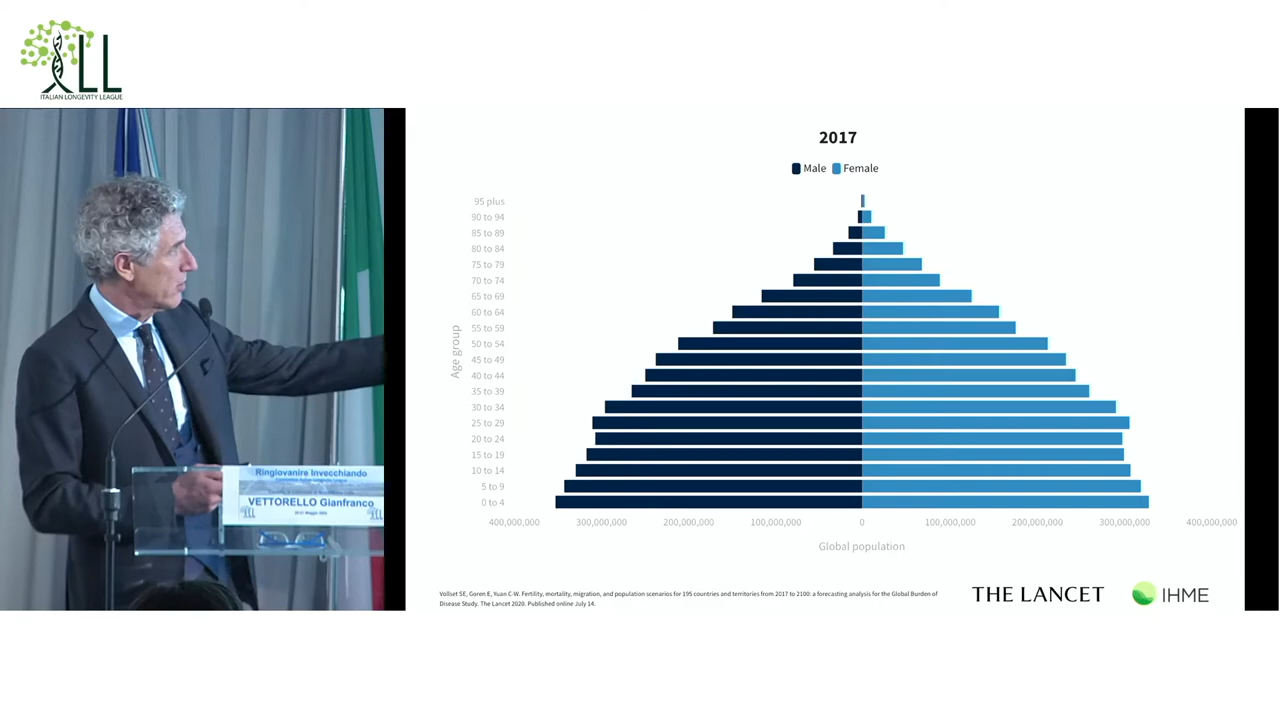 LL
ITALIAN LONGEVITY LEAGUE
Ringiovanire Invecchiando
VETTORELLO Gianfranco
2017
Male Female
Age group
95 plus
90 to 94
85 to 89
80 to 84
75 to 79
70 to 74
65 to 69
60 to 64
55 to 59
50 to 54
45 to 49
40 to 44
35 to 39
30 to 34
25 to 29
20 to 24
15 to 19
10 to 14
5 to 9
0 to 4
400,000,000 300,000,000 200,000,000 100,000,000 0 100,000,000 200,000,000 300,000,000 400,000,000
Global population
Vollset SE, Goren E, Yuan C-W. Fertility, mortality, migration, and population scenarios for 195 countries and territories from 2017 to 2100: a forecasting analysis for the Global Burden of
Disease Study. The Lancet 2020. Published online July 14.
THE LANCET
IHME